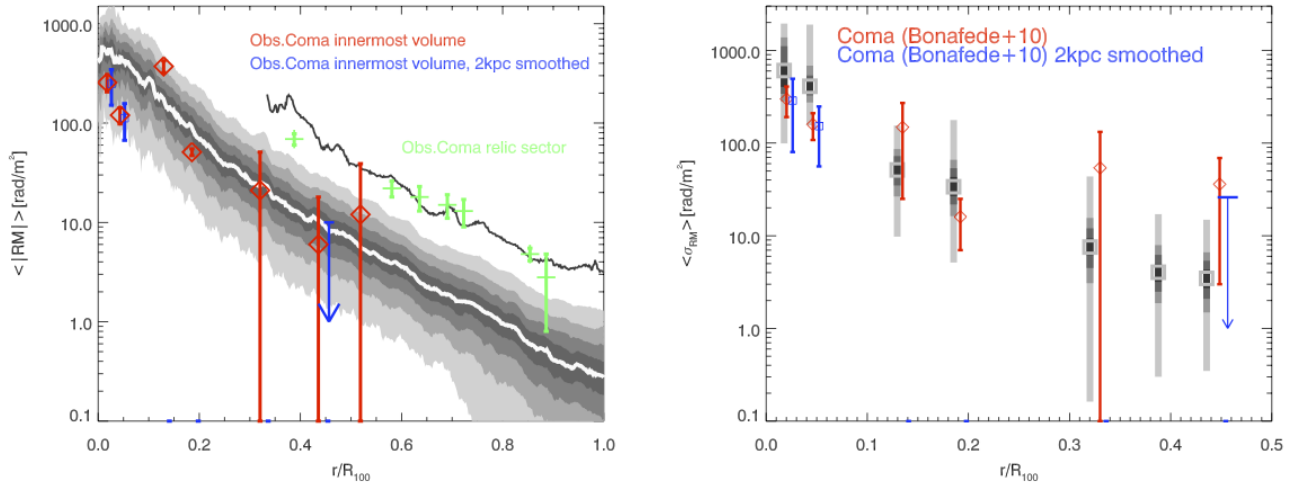 1000.0
100.0
10.0
1.0
0.1
< |RM| > [rad/m²]
Obs.Coma innermost volume
Obs.Coma innermost volume, 2kpc smoothed
Obs.Coma relic sector
0.0 0.2 0.4 0.6 0.8 1.0
r/R₁₀₀
1000.0
100.0
10.0
1.0
0.1
< σ_RM > [rad/m²]
Coma (Bonafede+10)
Coma (Bonafede+10) 2kpc smoothed
0.0 0.1 0.2 0.3 0.4 0.5
r/R₁₀₀